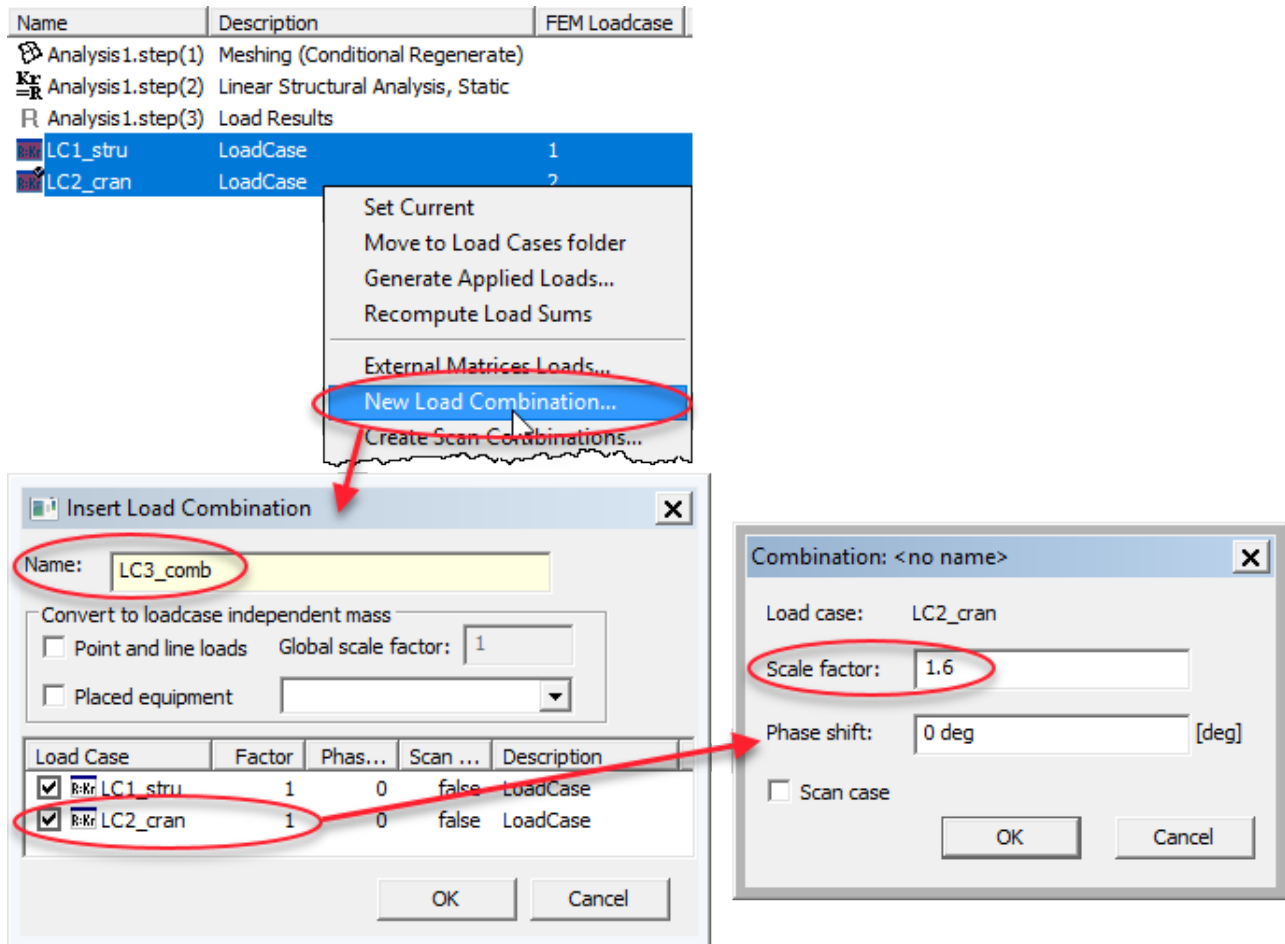 Name Description FEM Loadcase
Analysis1.step(1) Meshing (Conditional Regenerate)
Kr =R Analysis1.step(2) Linear Structural Analysis, Static
R Analysis1.step(3) Load Results
R:Kr LC1_stru LoadCase 1
R:Kr LC2_cran LoadCase 2
Set Current
Move to Load Cases folder
Generate Applied Loads...
Recompute Load Sums
External Matrices Loads...
New Load Combination...
Create Scan Combinations...
Insert Load Combination
Name: LC3_comb
Convert to loadcase independent mass
Point and line loads Global scale factor: 1
Placed equipment
Load Case Factor Phas... Scan ... Description
R:Kr LC1_stru 1 0 false LoadCase
R:Kr LC2_cran 1 0 false LoadCase
OK Cancel
Combination: <no name>
Load case: LC2_cran
Scale factor: 1.6
Phase shift: 0 deg [deg]
Scan case
OK Cancel